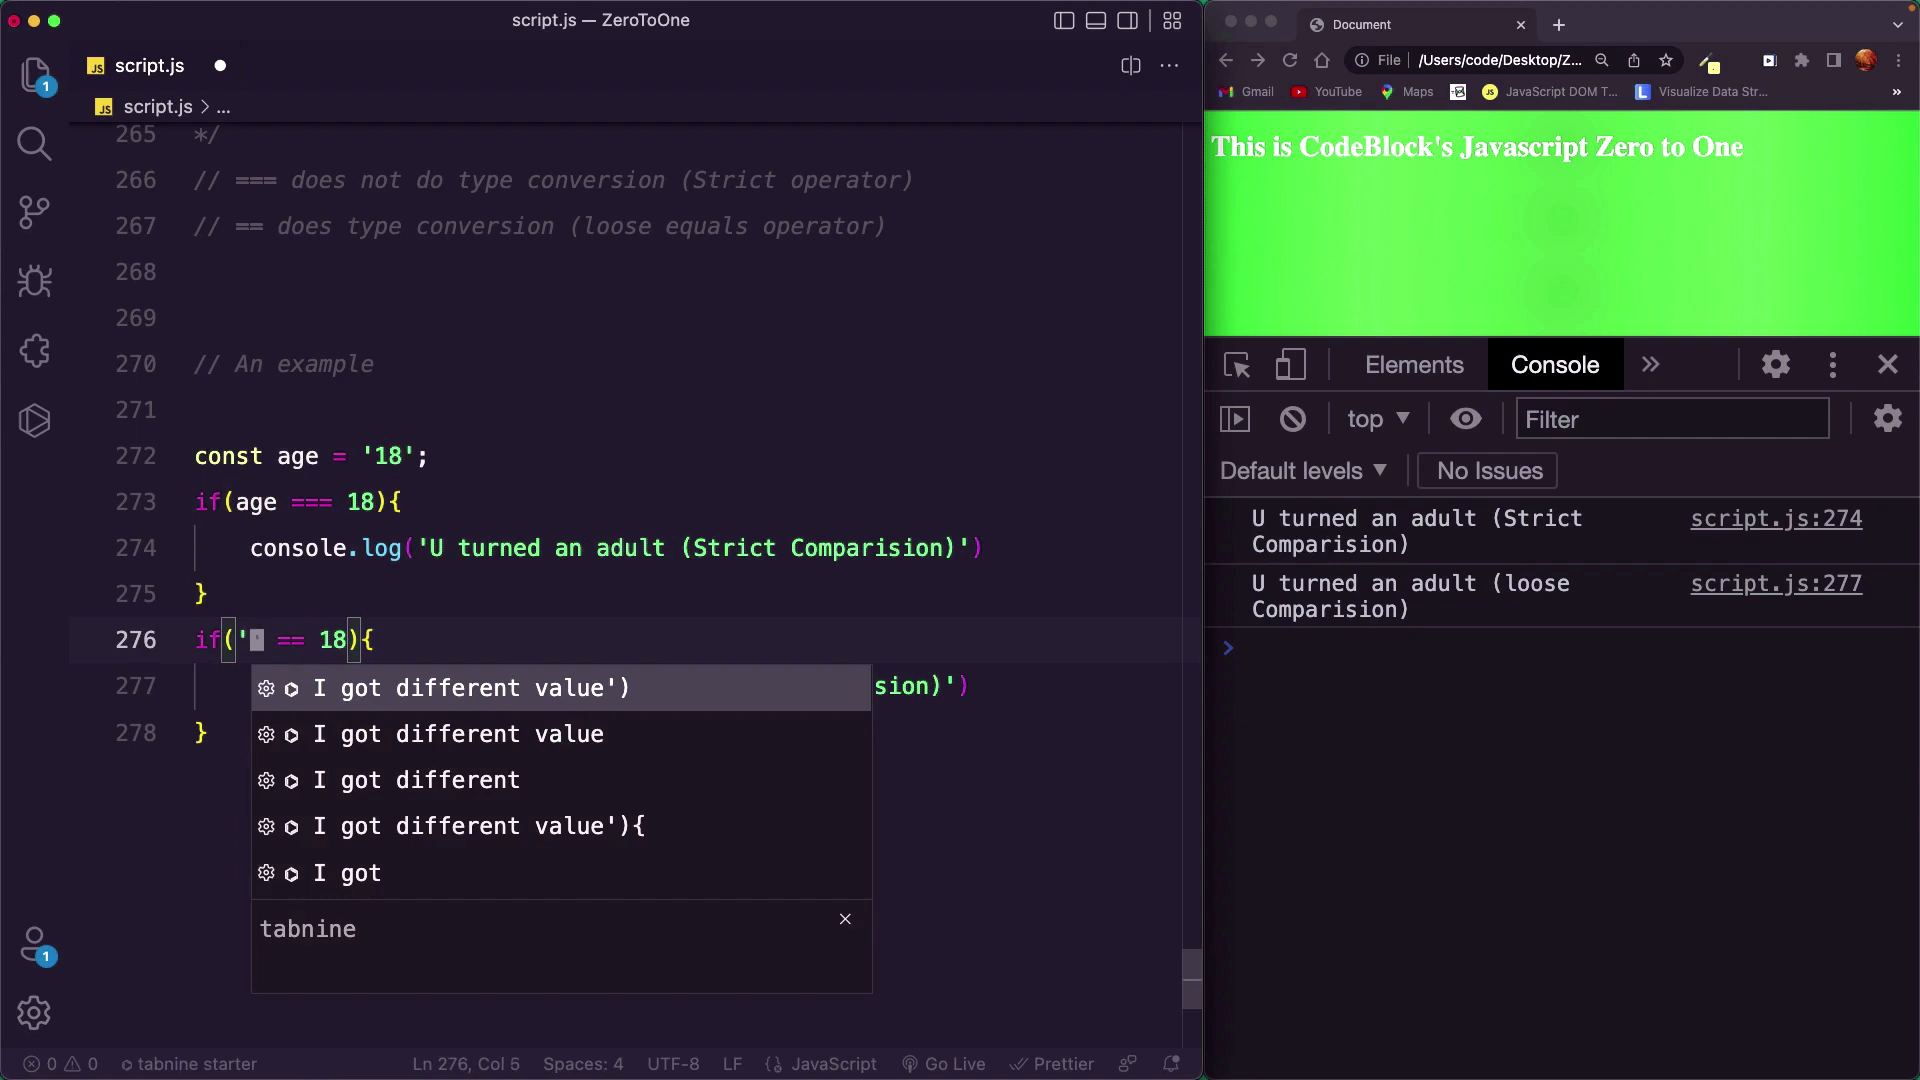 script.js — ZeroToOne
script.js
script.js > ...
265 */
266 // === does not do type conversion (Strict operator)
267 // == does type conversion (loose equals operator)
268
269
270 // An example
271
272 const age = '18';
273 if(age === 18){
274 console.log('U turned an adult (Strict Comparision)')
275 }
276 if('' == 18){
277 sion)')
278 }
I got different value')
I got different value
I got different
I got different value'){
I got
tabnine
1
1
0 0 tabnine starter Ln 276, Col 5 Spaces: 4 UTF-8 LF JavaScript Go Live Prettier
Document
File /Users/code/Desktop/Z...
Gmail YouTube Maps JavaScript DOM T... Visualize Data Str... »
This is CodeBlock's Javascript Zero to One
Elements Console »
top Filter
Default levels No Issues
U turned an adult (Strict script.js:274
Comparision)
U turned an adult (loose script.js:277
Comparision)